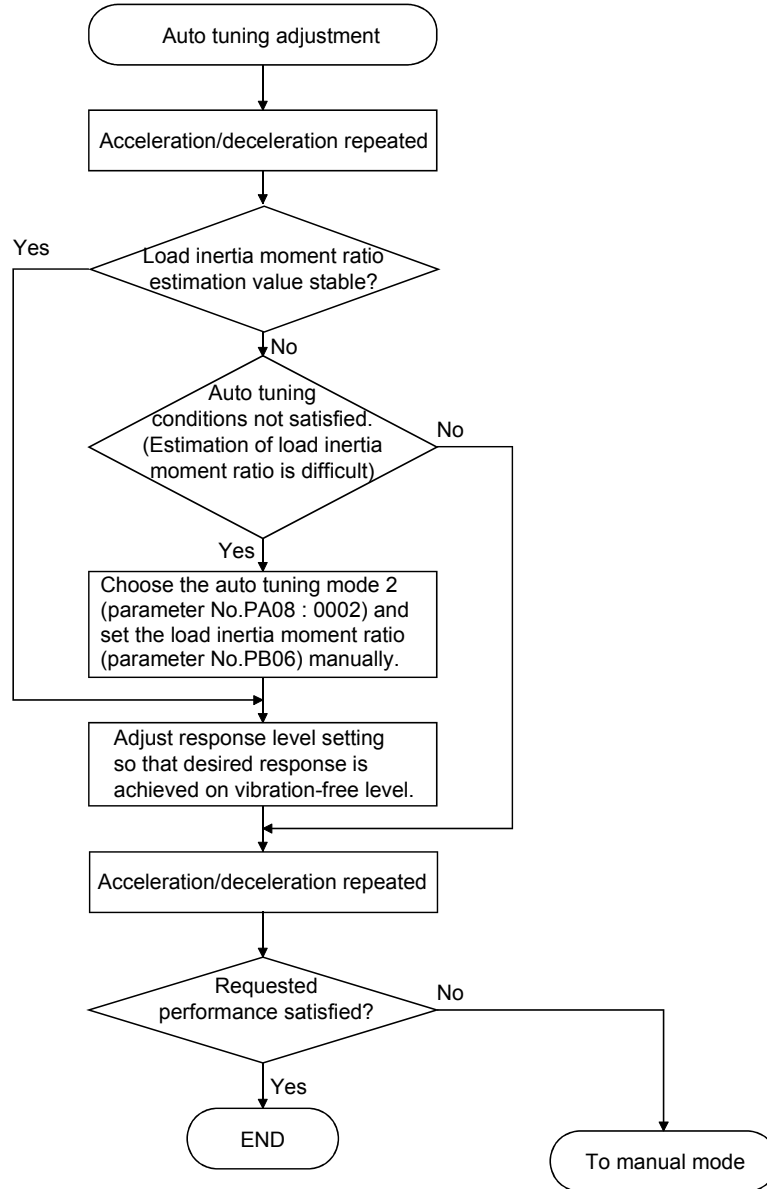 Auto tuning adjustment
Acceleration/deceleration repeated
Yes
Load inertia moment ratio
estimation value stable?
No
Auto tuning
conditions not satisfied.
(Estimation of load inertia
moment ratio is difficult)
No
Yes
Choose the auto tuning mode 2
(parameter No.PA08 : 0002) and
set the load inertia moment ratio
(parameter No.PB06) manually.
Adjust response level setting
so that desired response is
achieved on vibration-free level.
Acceleration/deceleration repeated
Requested
performance satisfied?
No
Yes
END
To manual mode